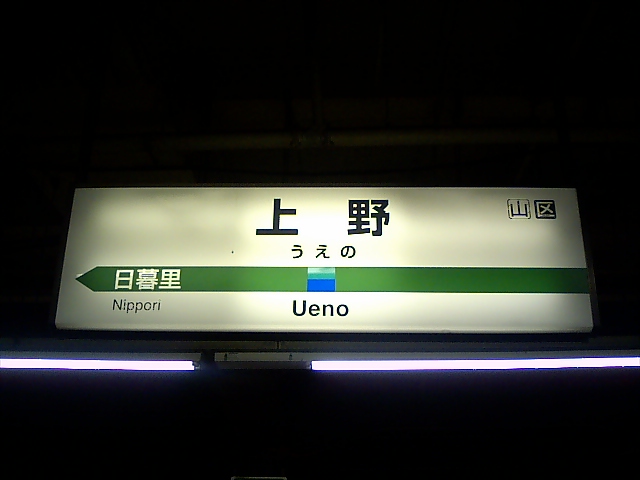 上 野
山 区
うえの
日暮里
Nippori
Ueno